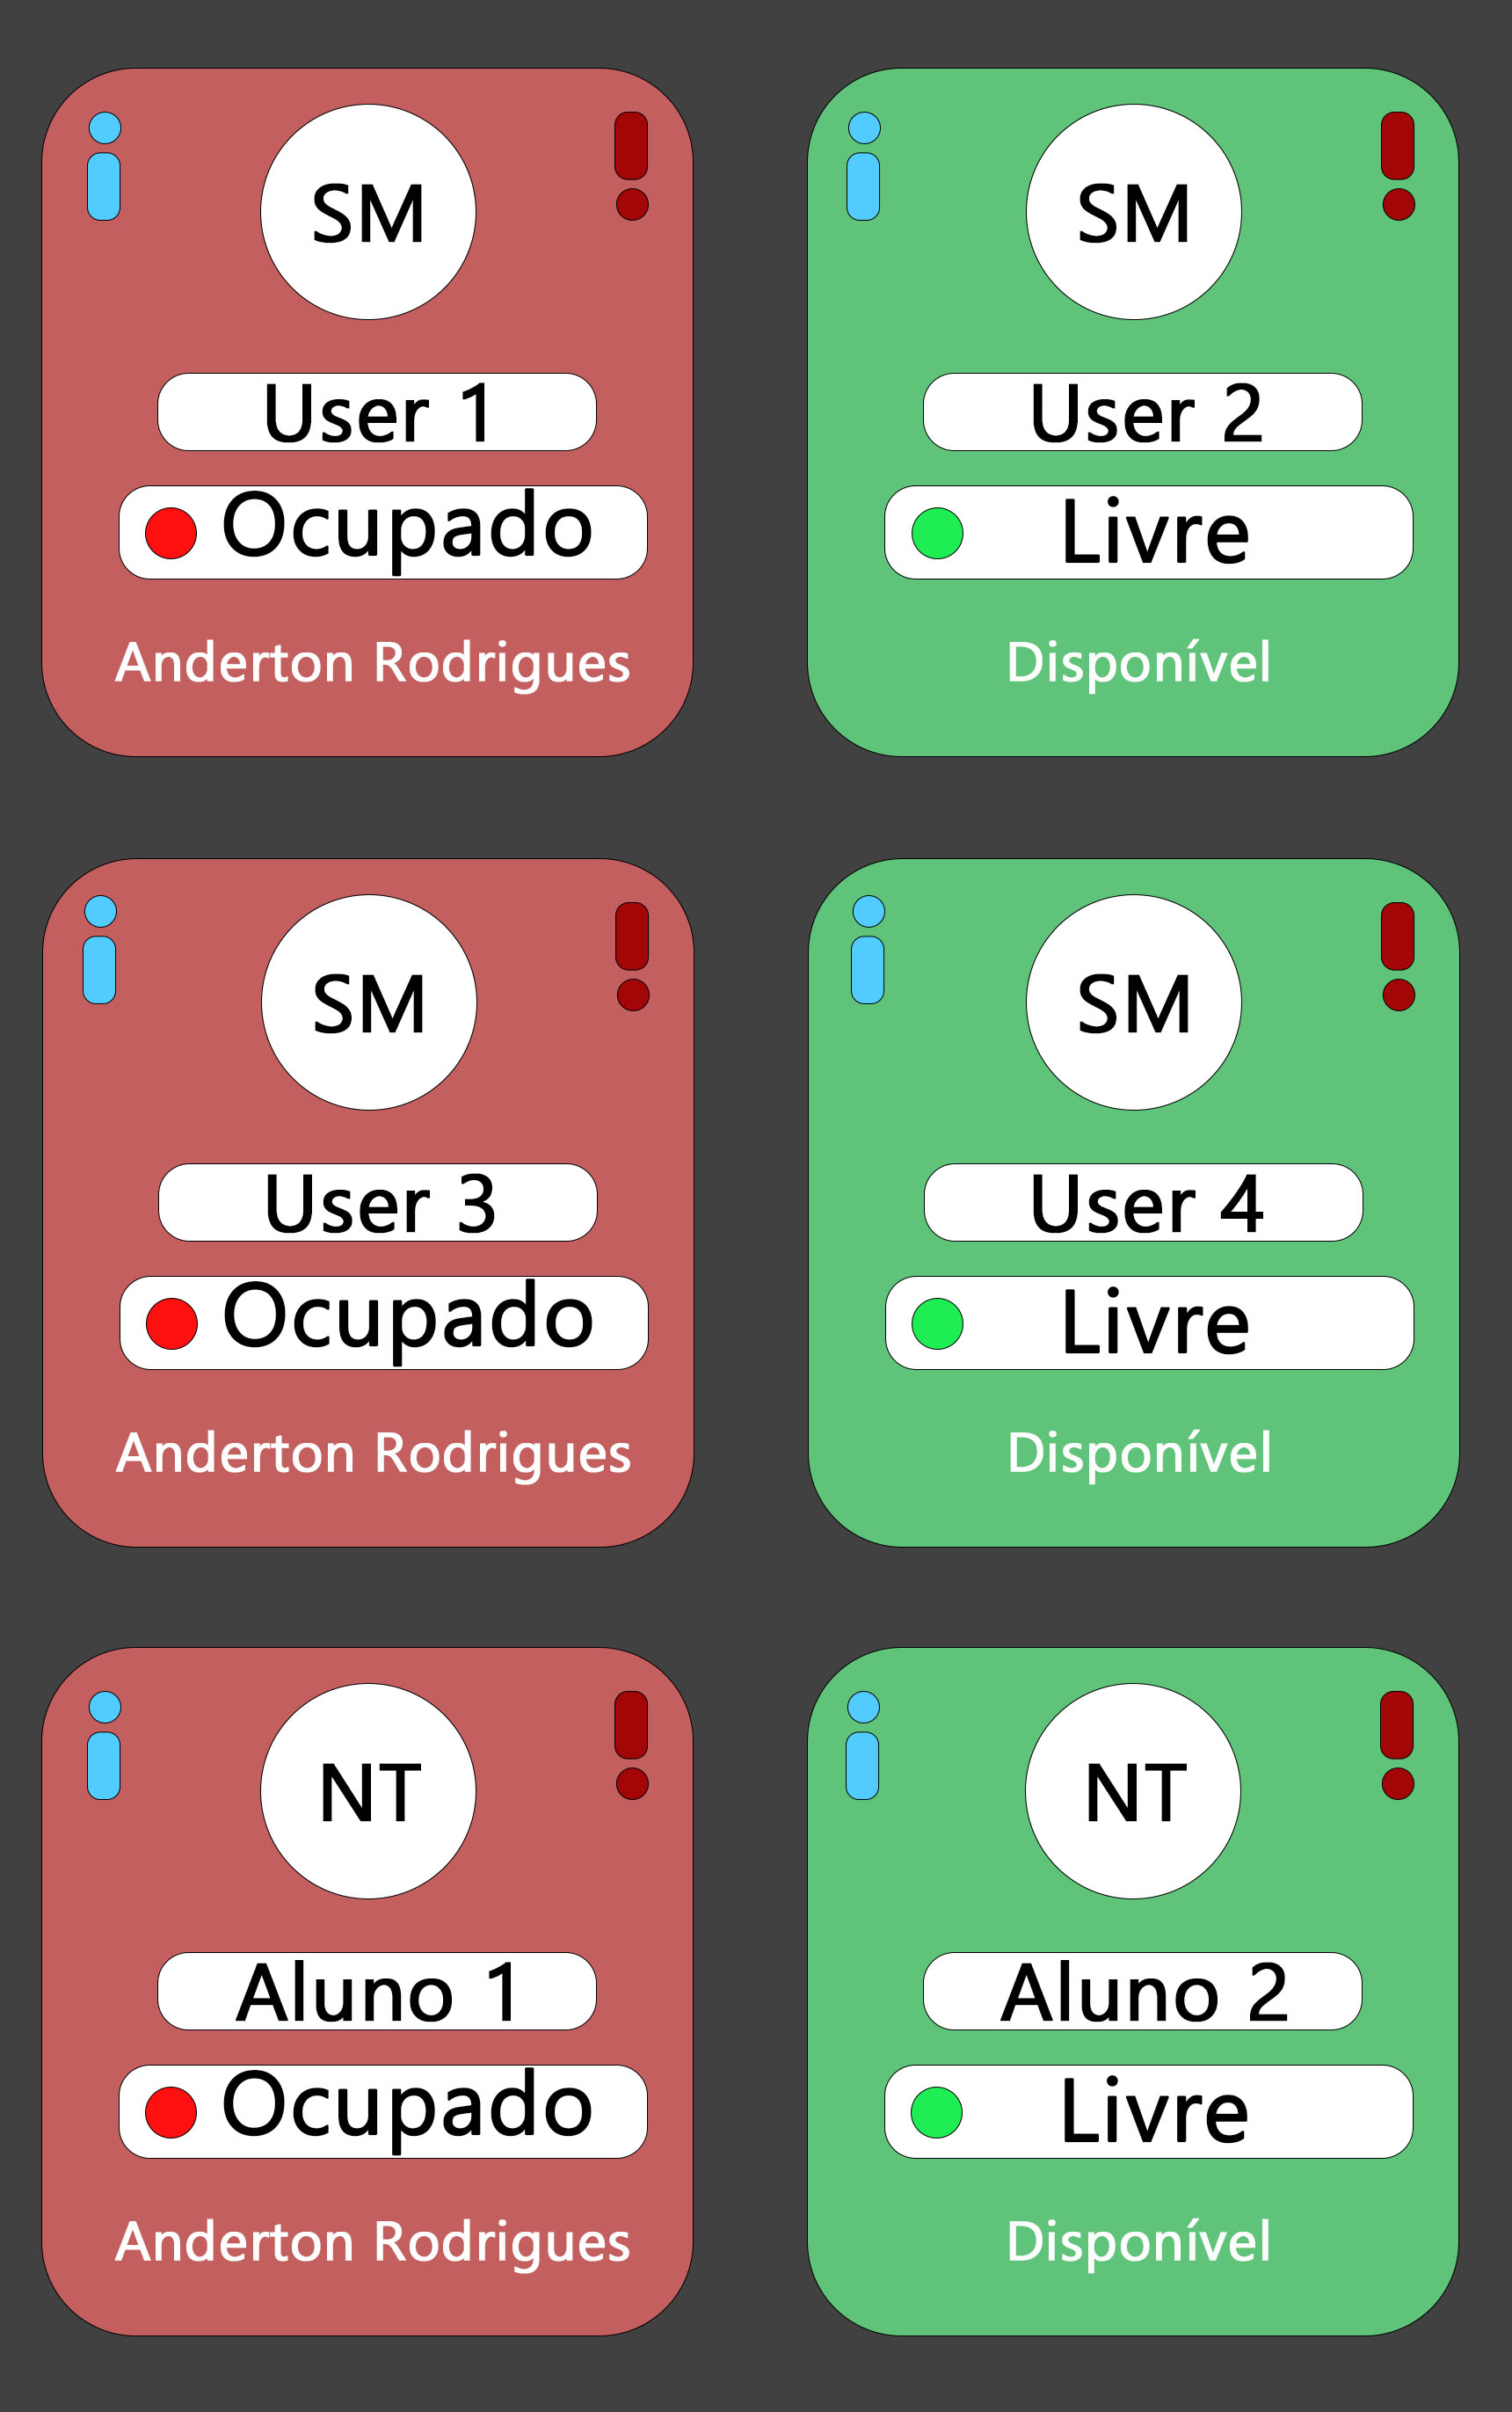 SM
User 1
Ocupado
Anderton Rodrigues
SM
User 2
Livre
Disponível
SM
User 3
Ocupado
Anderton Rodrigues
SM
User 4
Livre
Disponível
NT
Aluno 1
Ocupado
Anderton Rodrigues
NT
Aluno 2
Livre
Disponível